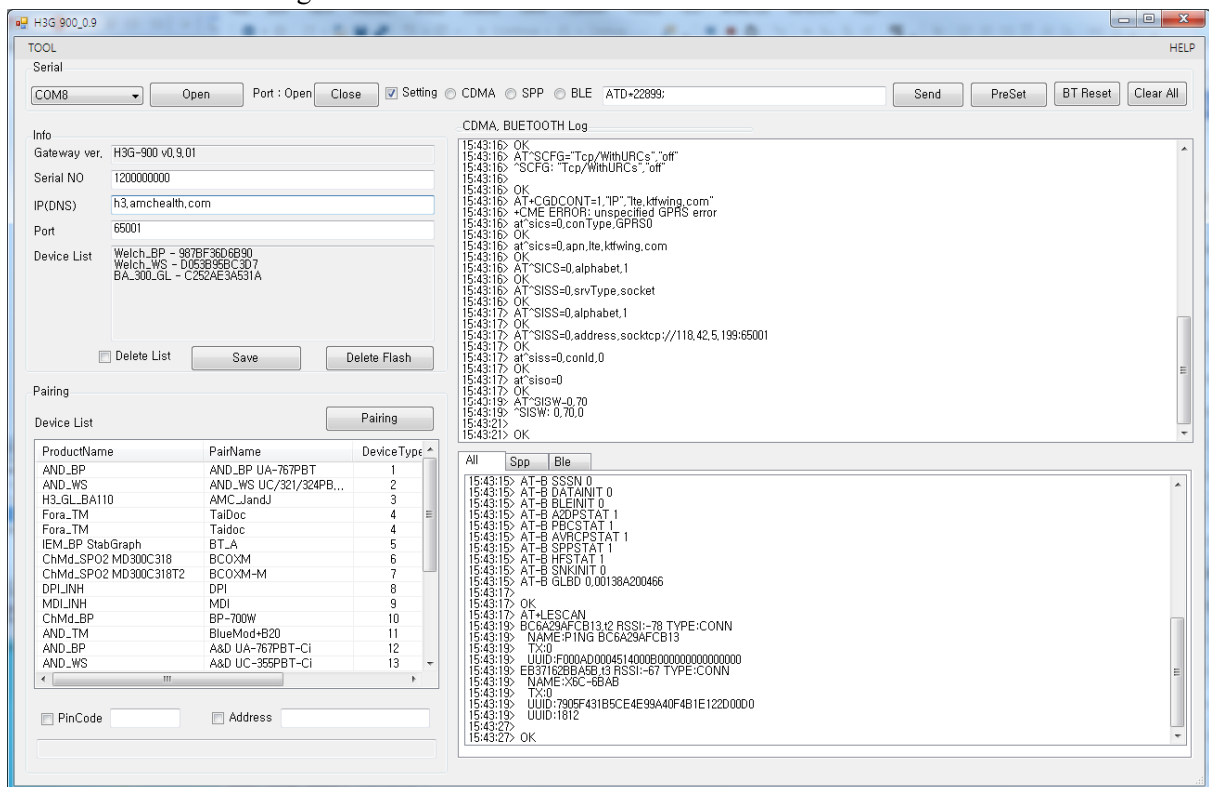 H3G 900_0.9
TOOL HELP
Serial
COM8 Open Port : Open Close Setting CDMA SPP BLE ATD+22899; Send PreSet BT Reset Clear All
Info
Gateway ver. H3G-900 v0.9.01
Serial NO 1200000000
IP(DNS) h3.amchealth.com
Port 65001
Device List Welch_BP - 987BF36D6B90
Welch_WS - D053B95BC3D7
BA_300_GL - C252AE3A531A
Delete List Save Delete Flash
Pairing
Device List Pairing
ProductName PairName DeviceType
AND_BP AND_BP UA-767PBT 1
AND_WS AND_WS UC/321/324PB... 2
H3_GL_BA110 AMC_JandJ 3
Fora_TM TaiDoc 4
Fora_TM Taidoc 4
IEM_BP StabGraph BT_A 5
ChMd_SPO2 MD300C318 BCOXM 6
ChMd_SPO2 MD300C318T2 BCOXM-M 7
DPI_INH DPI 8
MDI_INH MDI 9
ChMd_BP BP-700W 10
AND_TM BlueMod+B20 11
AND_BP A&D UA-767PBT-Ci 12
AND_WS A&D UC-355PBT-Ci 13
PinCode Address
CDMA, BUETOOTH Log
15:43:16> OK
15:43:16> AT^SCFG="Tcp/WithURCs","off"
15:43:16> ^SCFG: "Tcp/WithURCs","off"
15:43:16>
15:43:16> OK
15:43:16> AT+CGDCONT=1,"IP","lte.ktfwing.com"
15:43:16> +CME ERROR: unspecified GPRS error
15:43:16> at^sics=0,conType,GPRS0
15:43:16> OK
15:43:16> at^sics=0,apn,lte.ktfwing.com
15:43:16> OK
15:43:16> AT^SICS=0,alphabet,1
15:43:16> OK
15:43:16> AT^SISS=0,srvType,socket
15:43:16> OK
15:43:17> AT^SISS=0,alphabet,1
15:43:17> OK
15:43:17> AT^SISS=0,address,socktcp://118.42.5.199:65001
15:43:17> OK
15:43:17> at^siss=0,conId,0
15:43:17> OK
15:43:17> at^siso=0
15:43:17> OK
15:43:19> AT^SISW=0,70
15:43:19> ^SISW: 0,70,0
15:43:21>
15:43:21> OK
All Spp Ble
15:43:15> AT-B SSSN 0
15:43:15> AT-B DATAINIT 0
15:43:15> AT-B BLEINIT 0
15:43:15> AT-B A2DPSTAT 1
15:43:15> AT-B PBCSTAT 1
15:43:15> AT-B AVRCPSTAT 1
15:43:15> AT-B SPPSTAT 1
15:43:15> AT-B HFSTAT 1
15:43:15> AT-B SNKINIT 0
15:43:15> AT-B GLBD 0,00138A200466
15:43:17>
15:43:17> OK
15:43:17> AT+LESCAN
15:43:19> BC6A29AFCB13,t2 RSSI:-78 TYPE:CONN
15:43:19> NAME:P1NG BC6A29AFCB13
15:43:19> TX:0
15:43:19> UUID:F000AD0004514000B000000000000000
15:43:19> EB37162BBA5B,t3 RSSI:-67 TYPE:CONN
15:43:19> NAME:X6C-6BAB
15:43:19> TX:0
15:43:19> UUID:7905F431B5CE4E99A40F4B1E122D00D0
15:43:19> UUID:1812
15:43:27>
15:43:27> OK